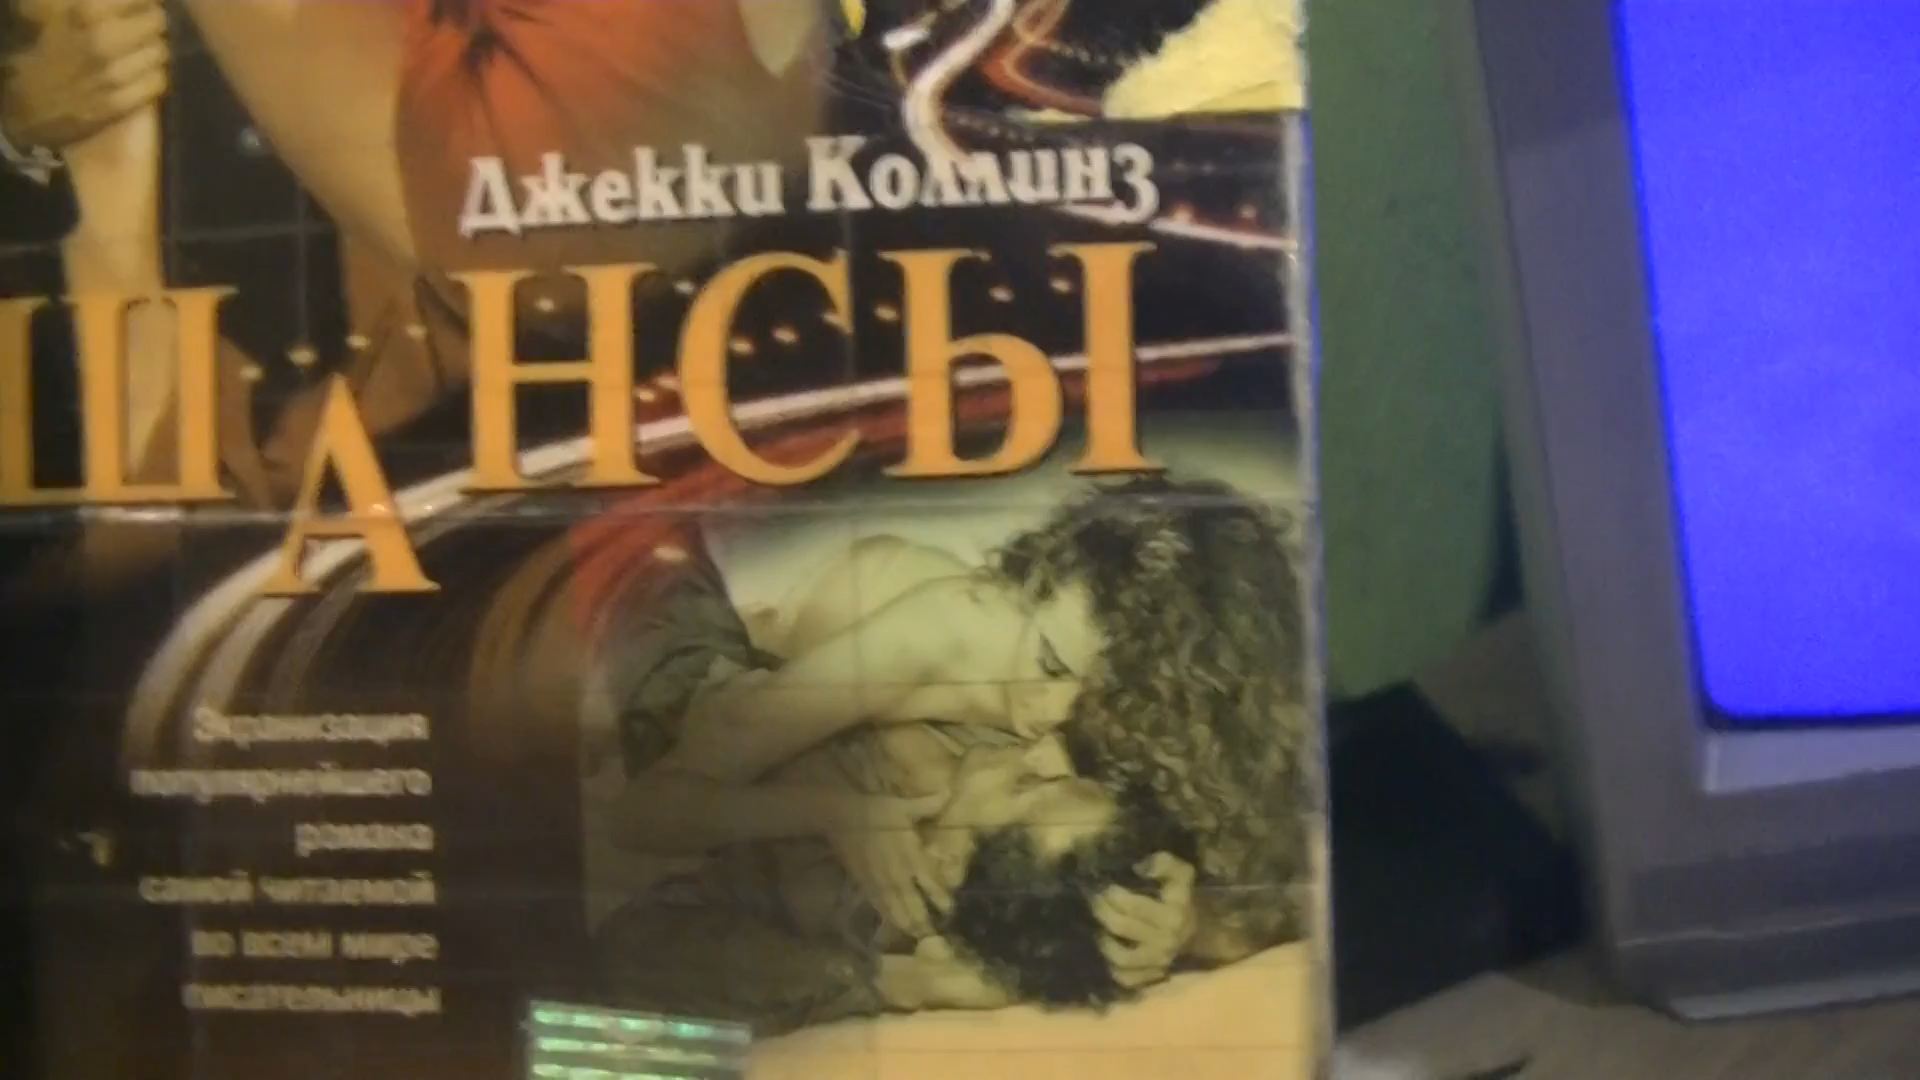 Джекки Коллинз
ШАНСЫ
Экранизация
популярнейшего
романа
самой читаемой
во всем мире
писательницы